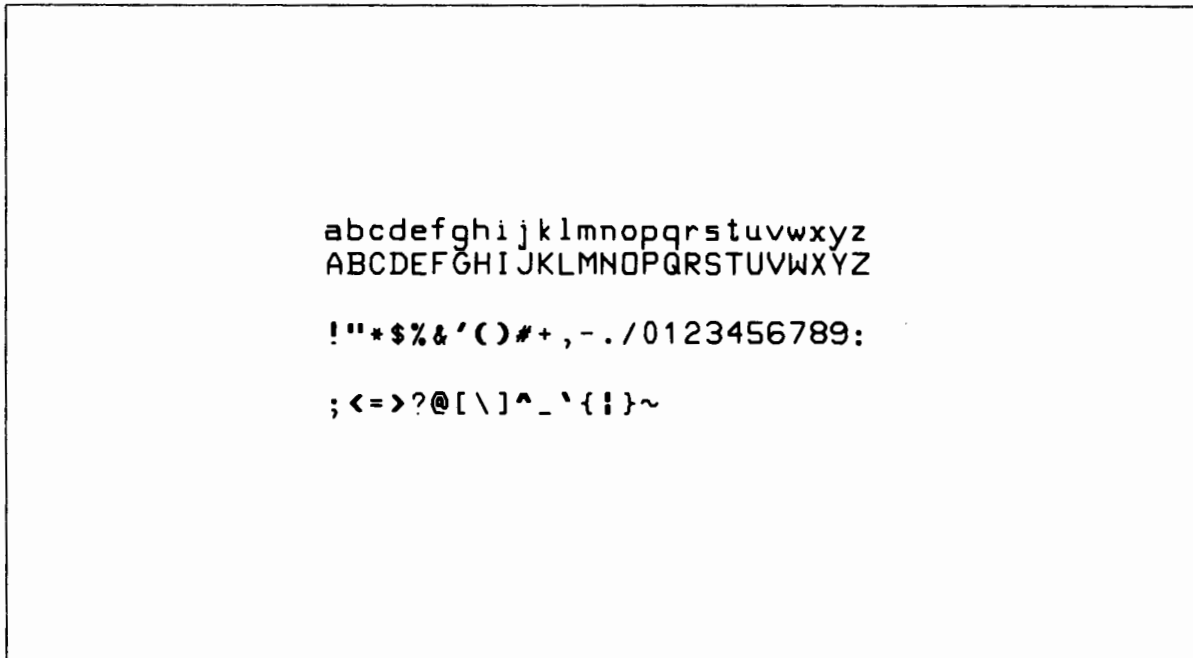 abcdefghijklmnopqrstuvwxyz
ABCDEFGHIJKLMNOPQRSTUVWXYZ
!"*$%&'()#+,-./0123456789:
;<=>?@[\]^_`{¦}~